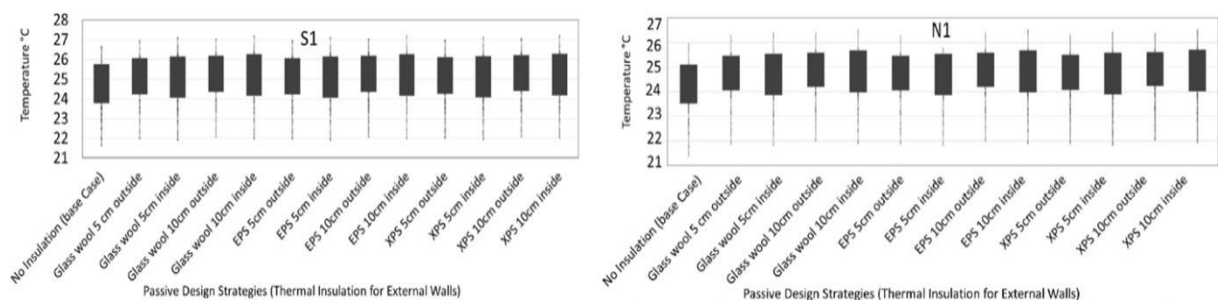 S1
Temperature °C
28
27
26
25
24
23
22
21
No Insulation (base Case)
Glass wool 5 cm outside
Glass wool 5cm inside
Glass wool 10cm outside
Glass wool 10cm inside
EPS 5cm outside
EPS 5cm inside
EPS 10cm outside
EPS 10cm inside
XPS 5cm outside
XPS 5cm inside
XPS 10cm outside
XPS 10cm inside
Passive Design Strategies (Thermal Insulation for External Walls)
N1
Temperature °C
27
26
25
24
23
22
21
No Insulation (base Case)
Glass wool 5 cm outside
Glass wool 5cm inside
Glass wool 10cm outside
Glass wool 10cm inside
EPS 5cm outside
EPS 5cm inside
EPS 10cm outside
EPS 10cm inside
XPS 5cm outside
XPS 5cm inside
XPS 10cm outside
XPS 10cm inside
Passive Design Strategies (Thermal Insulation for External Walls)